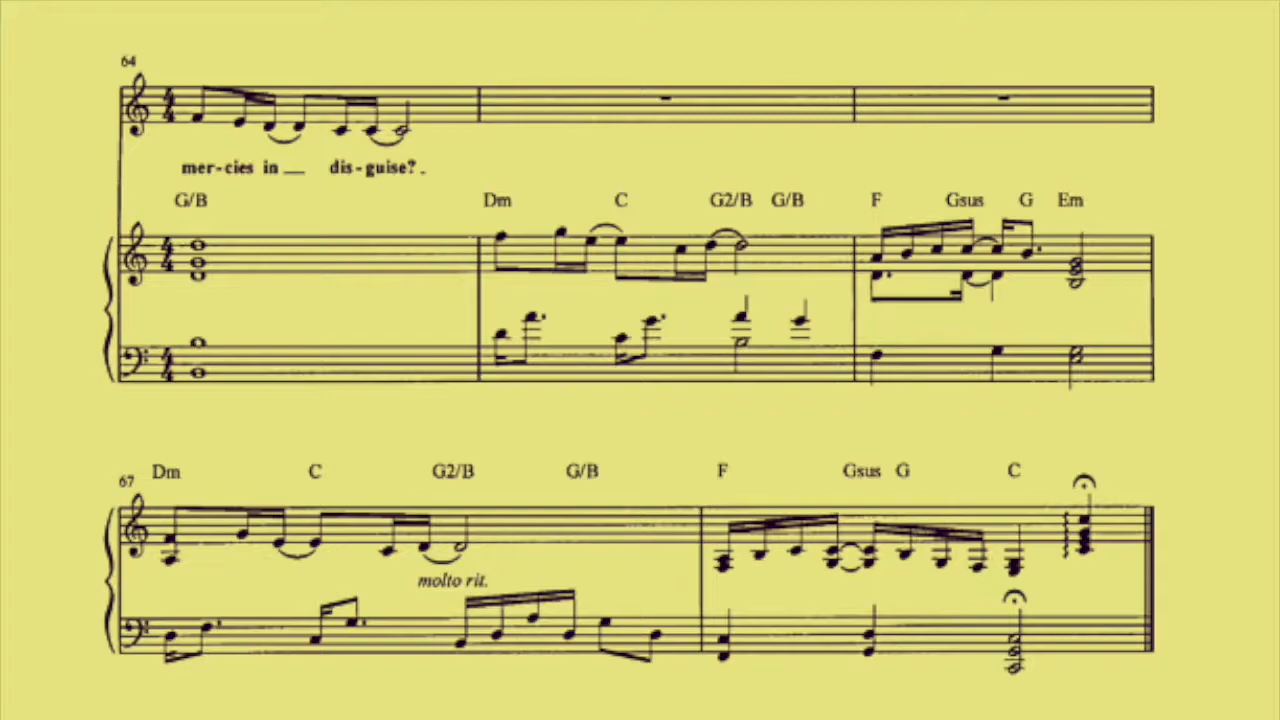 64
mer-cies in __ dis-guise? .
G/B Dm C G2/B G/B F Gsus G Em
67 Dm C G2/B G/B F Gsus G C
molto rit.